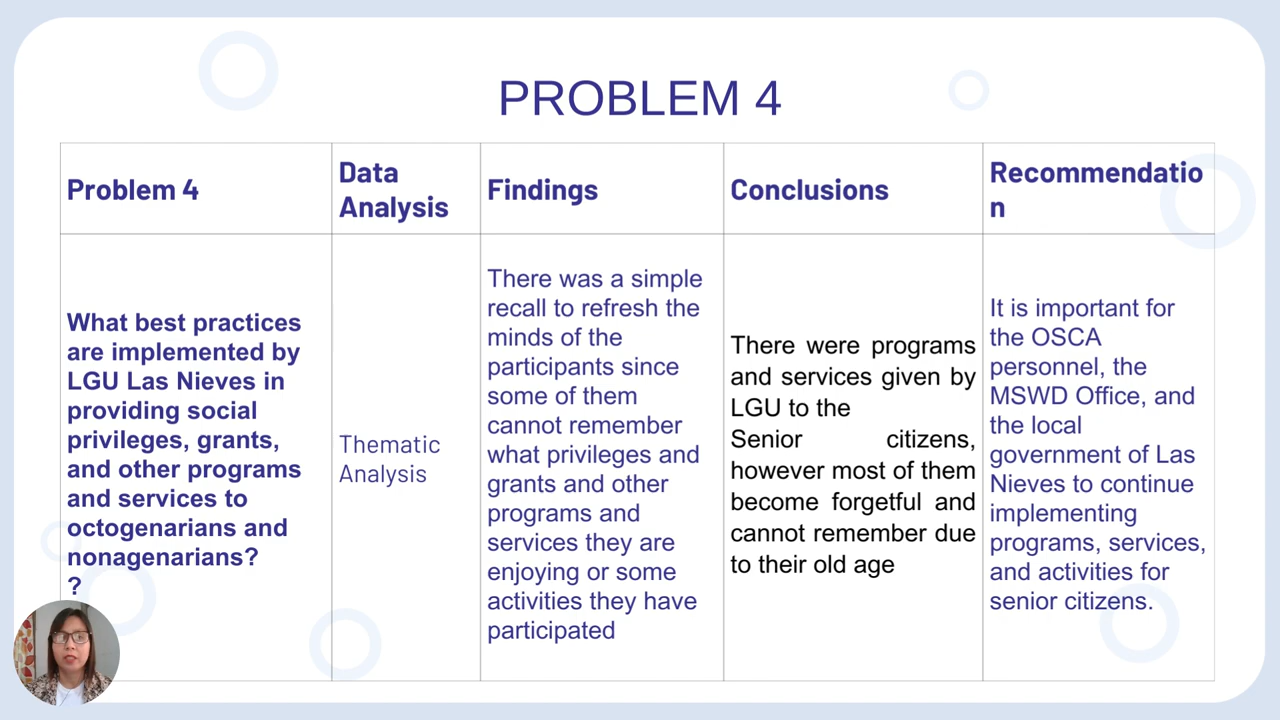 PROBLEM 4
Problem 4
Data
Analysis
Findings
Conclusions
Recommendatio
n
What best practices
are implemented by
LGU Las Nieves in
providing social
privileges, grants,
and other programs
and services to
octogenarians and
nonagenarians?
?
Thematic
Analysis
There was a simple
recall to refresh the
minds of the
participants since
some of them
cannot remember
what privileges and
grants and other
programs and
services they are
enjoying or some
activities they have
participated
There were programs
and services given by
LGU to the
Senior citizens,
however most of them
become forgetful and
cannot remember due
to their old age
It is important for
the OSCA
personnel, the
MSWD Office, and
the local
government of Las
Nieves to continue
implementing
programs, services,
and activities for
senior citizens.